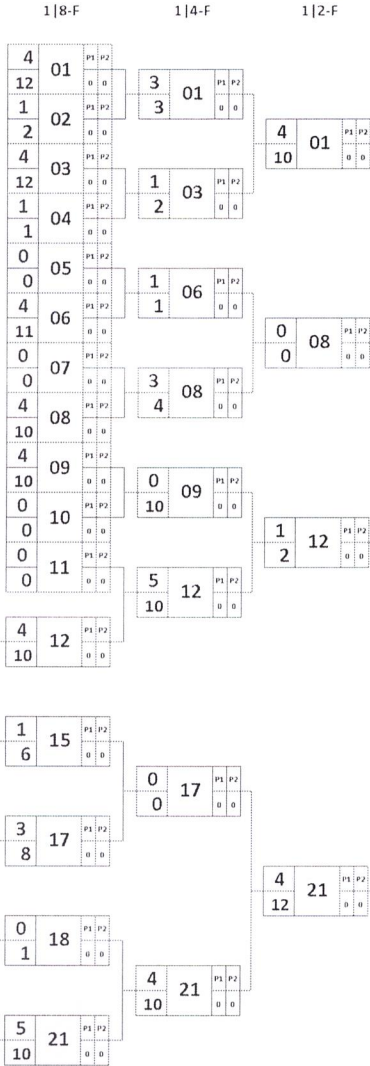 1|8-F 1|4-F 1|2-F
4 12 01 P1 P2 0 0
1 2 02 P1 P2 0 0
4 12 03 P1 P2 0 0
1 1 04 P1 P2 0 0
0 0 05 P1 P2 0 0
4 11 06 P1 P2 0 0
0 0 07 P1 P2 0 0
4 10 08 P1 P2 0 0
4 10 09 P1 P2 0 0
0 0 10 P1 P2 0 0
0 0 11 P1 P2 0 0
4 10 12 P1 P2 0 0
1 6 15 P1 P2 0 0
3 8 17 P1 P2 0 0
0 1 18 P1 P2 0 0
5 10 21 P1 P2 0 0
3 3 01 P1 P2 0 0
1 2 03 P1 P2 0 0
1 1 06 P1 P2 0 0
3 4 08 P1 P2 0 0
0 10 09 P1 P2 0 0
5 10 12 P1 P2 0 0
0 0 17 P1 P2 0 0
4 10 21 P1 P2 0 0
4 10 01 P1 P2 0 0
0 0 08 P1 P2 0 0
1 2 12 P1 P2 0 0
4 12 21 P1 P2 0 0